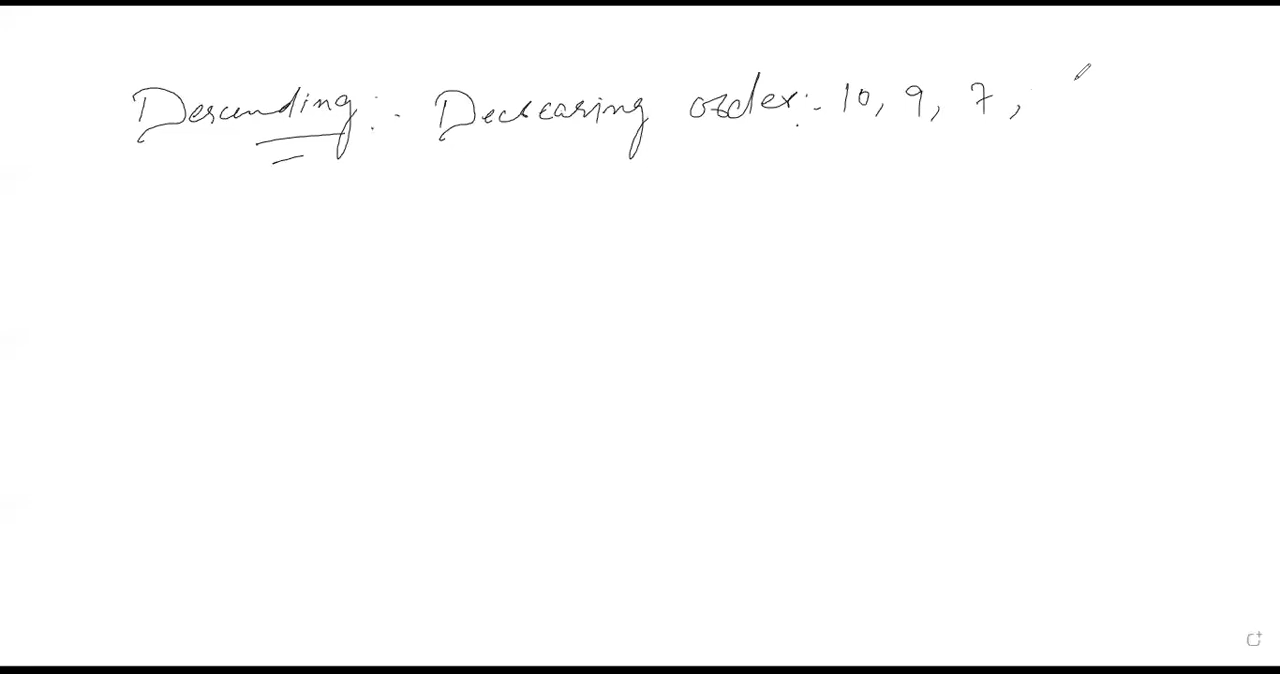 Descending:- Decreasing order:- 10, 9, 7,